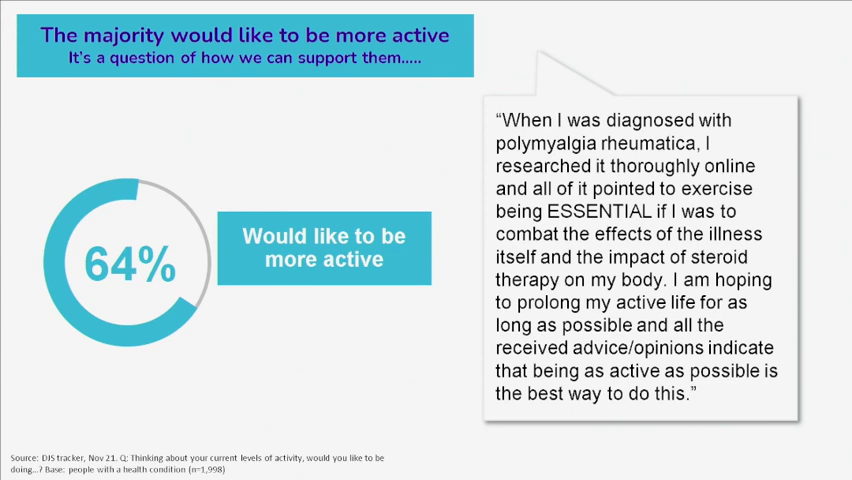 The majority would like to be more active
It's a question of how we can support them.....
64%
Would like to be
more active
“When I was diagnosed with
polymyalgia rheumatica, I
researched it thoroughly online
and all of it pointed to exercise
being ESSENTIAL if I was to
combat the effects of the illness
itself and the impact of steroid
therapy on my body. I am hoping
to prolong my active life for as
long as possible and all the
received advice/opinions indicate
that being as active as possible is
the best way to do this.”
Source: DJS tracker, Nov 21. Q: Thinking about your current levels of activity, would you like to be
doing...? Base: people with a health condition (n=1,998)